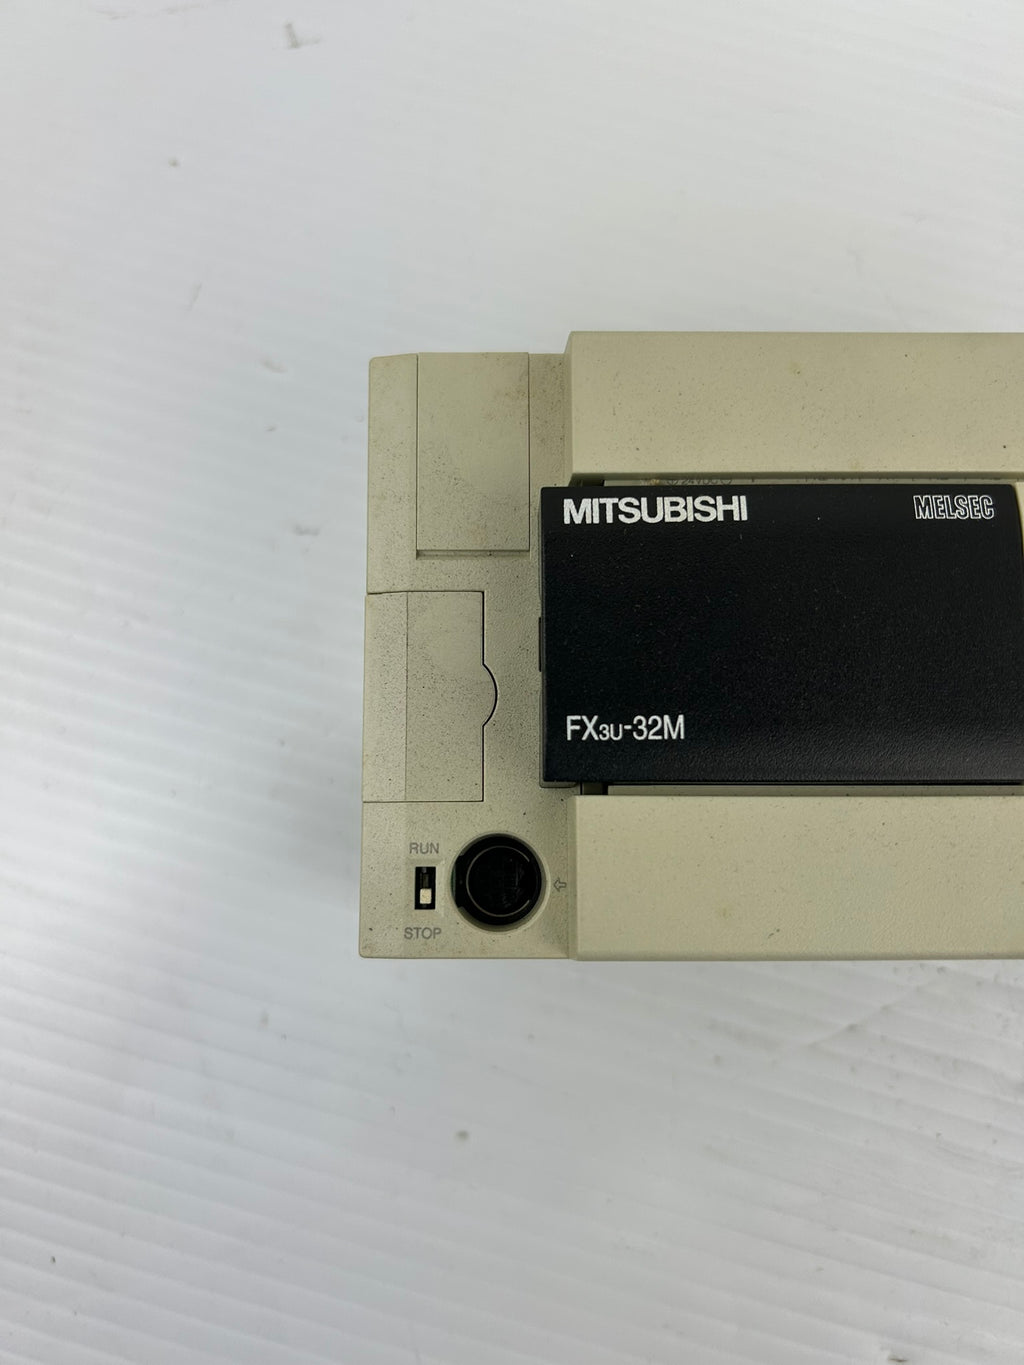 MITSUBISHI MELSEC
FX3U-32M
RUN
STOP